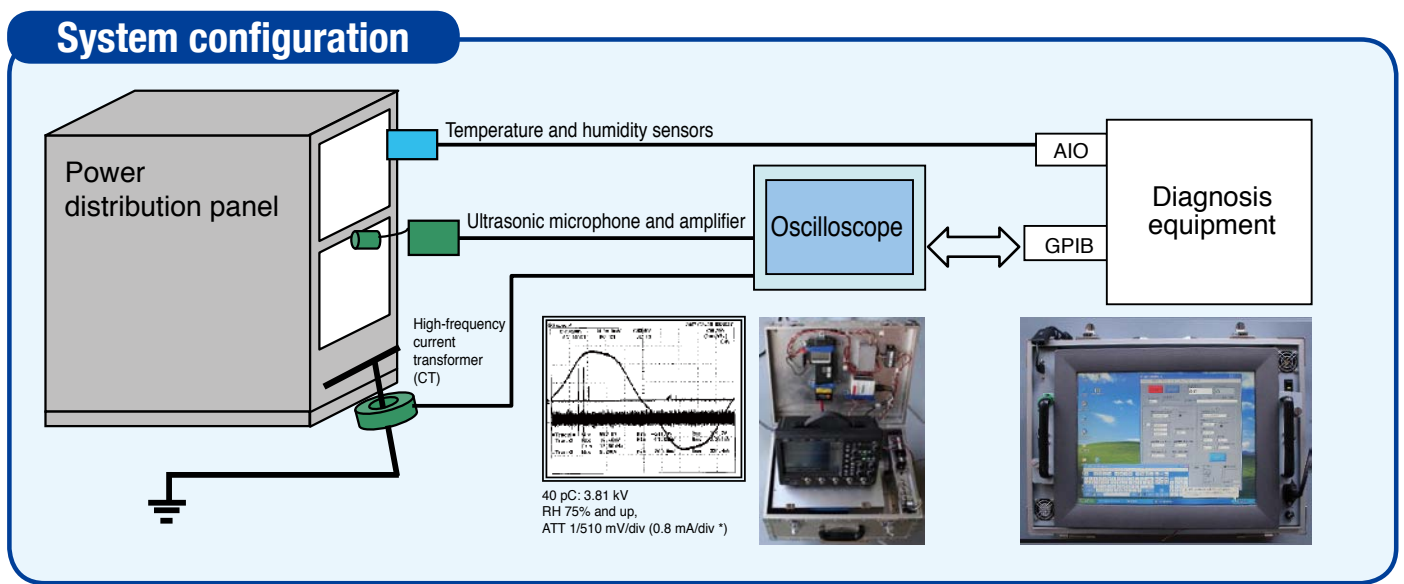 System configuration
Temperature and humidity sensors
AIO
Power
distribution panel
Diagnosis
equipment
Ultrasonic microphone and amplifier
Oscilloscope
GPIB
High-frequency
current
transformer
(CT)
40 pC: 3.81 kV
RH 75% and up,
ATT 1/510 mV/div (0.8 mA/div *)